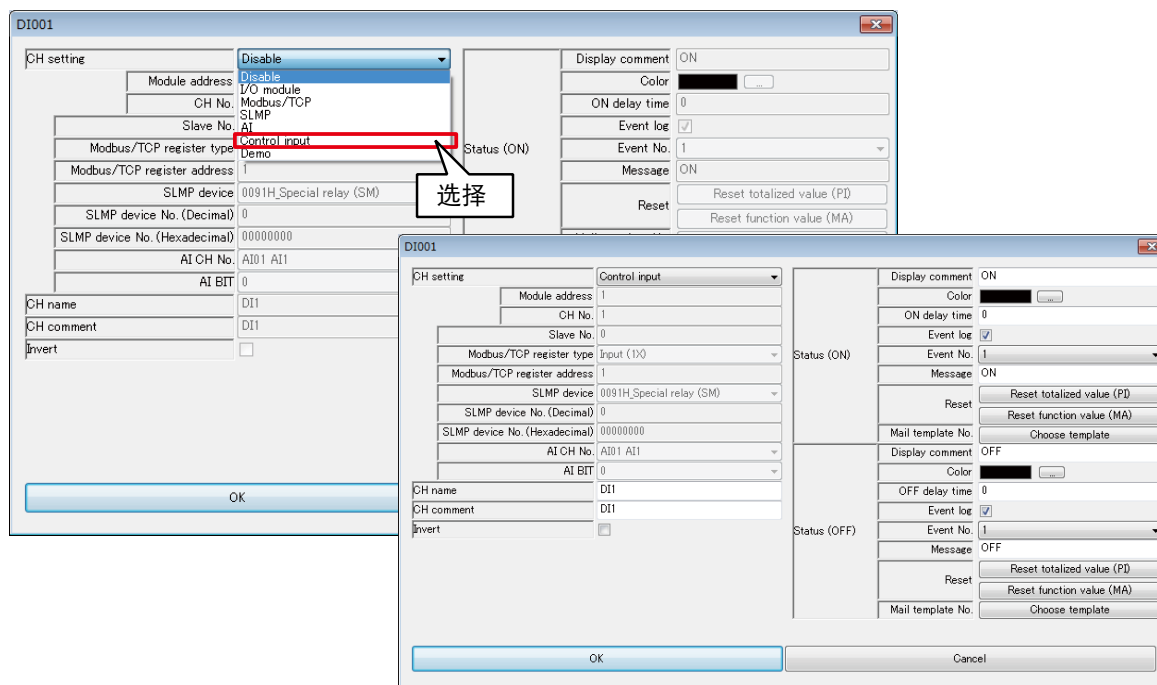 DI001
CH setting Disable
Disable
I/O module
Modbus/TCP
SLMP
AI
Control input
Demo
Module address
CH No.
Slave No.
Modbus/TCP register type
Modbus/TCP register address 1
SLMP device 0091H_Special relay (SM)
SLMP device No. (Decimal) 0
SLMP device No. (Hexadecimal) 00000000
AI CH No. AI01 AI1
AI BIT 0
CH name DI1
CH comment DI1
Invert
Status (ON)
Display comment ON
Color ...
ON delay time 0
Event log
Event No. 1
Message ON
Reset
Reset totalized value (PI)
Reset function value (MA)
OK
选择
DI001
CH setting Control input
Module address 1
CH No. 1
Slave No. 0
Modbus/TCP register type Input (1X)
Modbus/TCP register address 1
SLMP device 0091H_Special relay (SM)
SLMP device No. (Decimal) 0
SLMP device No. (Hexadecimal) 00000000
AI CH No. AI01 AI1
AI BIT 0
CH name DI1
CH comment DI1
Invert
Status (ON)
Display comment ON
Color ...
ON delay time 0
Event log
Event No. 1
Message ON
Reset
Reset totalized value (PI)
Reset function value (MA)
Mail template No. Choose template
Status (OFF)
Display comment OFF
Color ...
OFF delay time 0
Event log
Event No. 1
Message OFF
Reset
Reset totalized value (PI)
Reset function value (MA)
Mail template No. Choose template
OK
Cancel